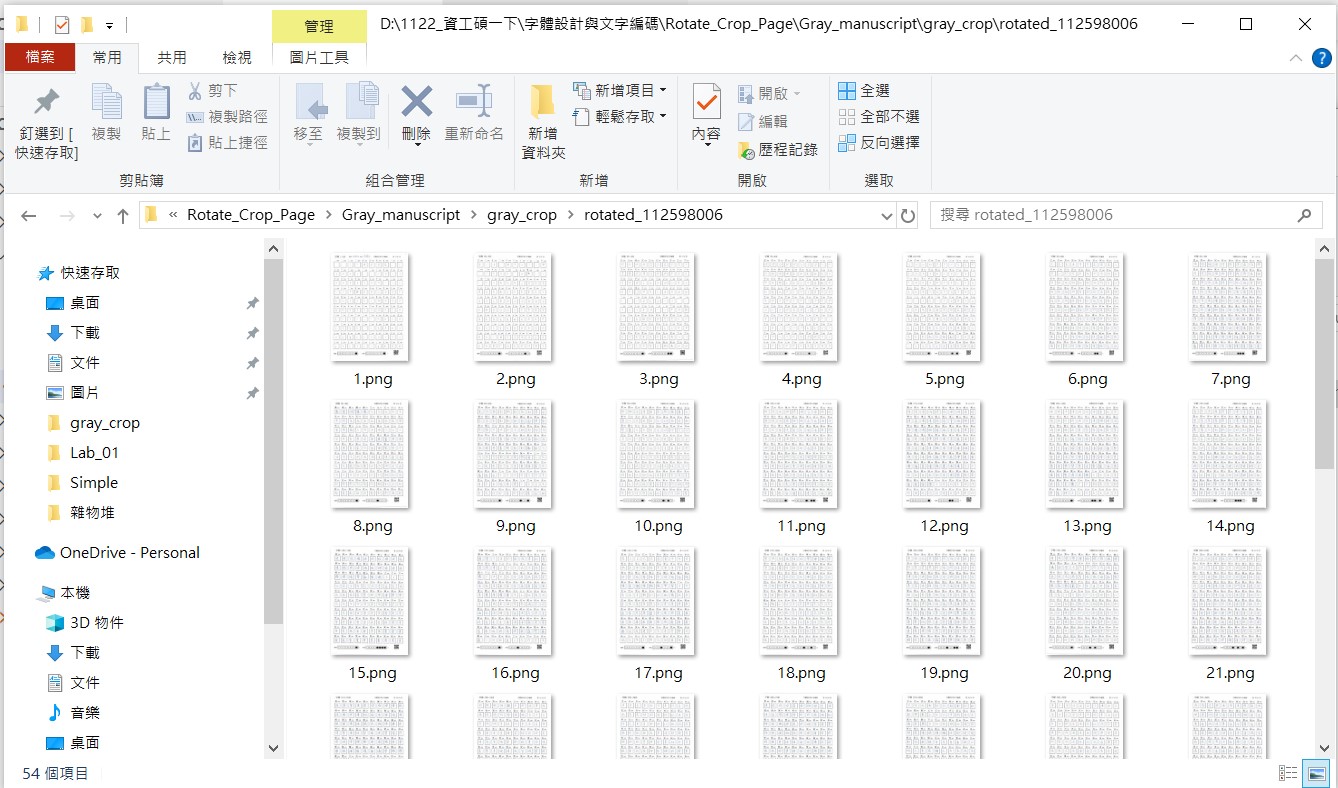 管理
D:\1122_資工碩一下\字體設計與文字編碼\Rotate_Crop_Page\Gray_manuscript\gray_crop\rotated_112598006
檔案 常用 共用 檢視 圖片工具
釘選到 [
快速存取]
複製
貼上
剪下
複製路徑
貼上捷徑
剪貼簿
移至
複製到
刪除
重新命名
組合管理
新增
資料夾
新增項目
輕鬆存取
新增
內容
開啟
編輯
歷程記錄
開啟
全選
全部不選
反向選擇
選取
« Rotate_Crop_Page > Gray_manuscript > gray_crop > rotated_112598006
搜尋 rotated_112598006
快速存取
桌面
下載
文件
圖片
gray_crop
Lab_01
Simple
雜物堆
OneDrive - Personal
本機
3D 物件
下載
文件
音樂
桌面
1.png 2.png 3.png 4.png 5.png 6.png 7.png
8.png 9.png 10.png 11.png 12.png 13.png 14.png
15.png 16.png 17.png 18.png 19.png 20.png 21.png
54 個項目